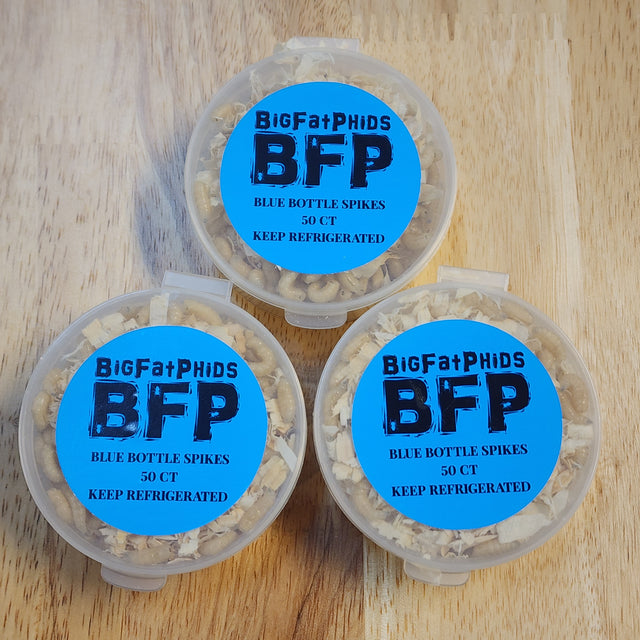 BigFatPhids
BFP
BLUE BOTTLE SPIKES
50 CT
KEEP REFRIGERATED
BigFatPhids
BFP
BLUE BOTTLE SPIKES
50 CT
KEEP REFRIGERATED
BigFatPhids
BFP
BLUE BOTTLE SPIKES
50 CT
KEEP REFRIGERATED